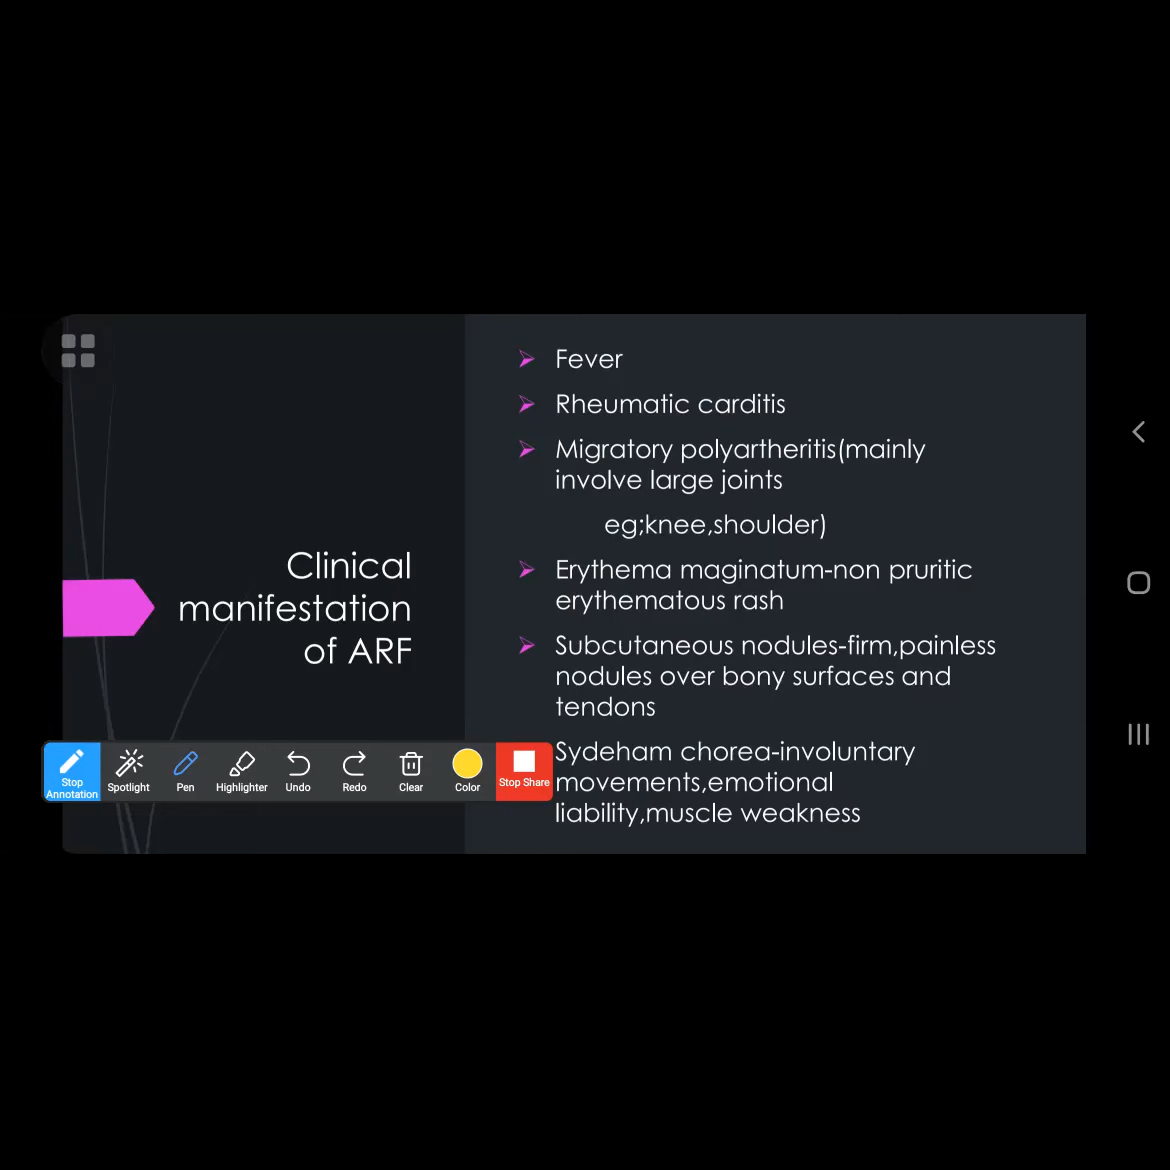 Clinical
manifestation
of ARF
Fever
Rheumatic carditis
Migratory polyartheritis(mainly
involve large joints
eg;knee,shoulder)
Erythema maginatum-non pruritic
erythematous rash
Subcutaneous nodules-firm,painless
nodules over bony surfaces and
tendons
Sydeham chorea-involuntary
movements,emotional
liability,muscle weakness
Stop
Annotation
Spotlight
Pen
Highlighter
Undo
Redo
Clear
Color
Stop Share